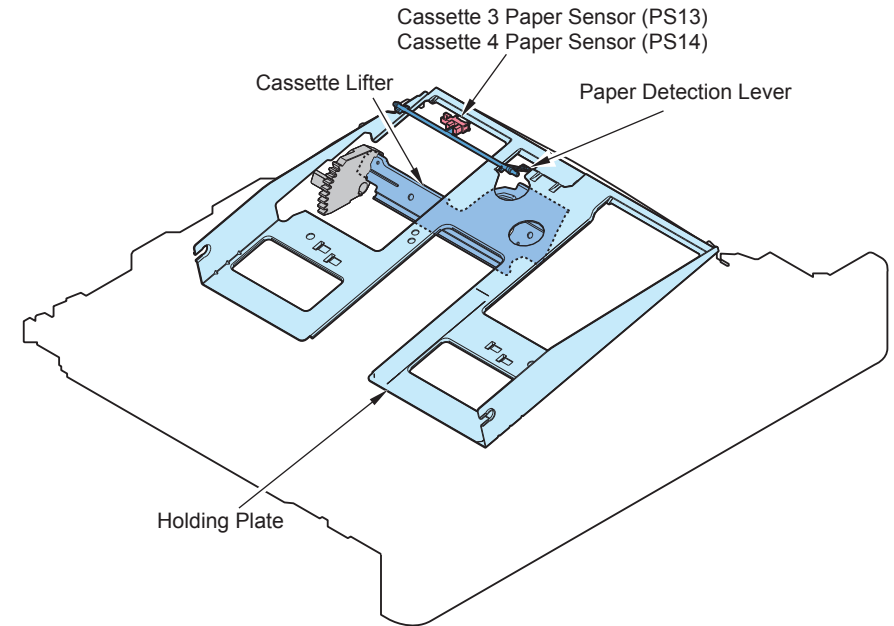 Cassette 3 Paper Sensor (PS13)
Cassette 4 Paper Sensor (PS14)
Cassette Lifter
Paper Detection Lever
Holding Plate